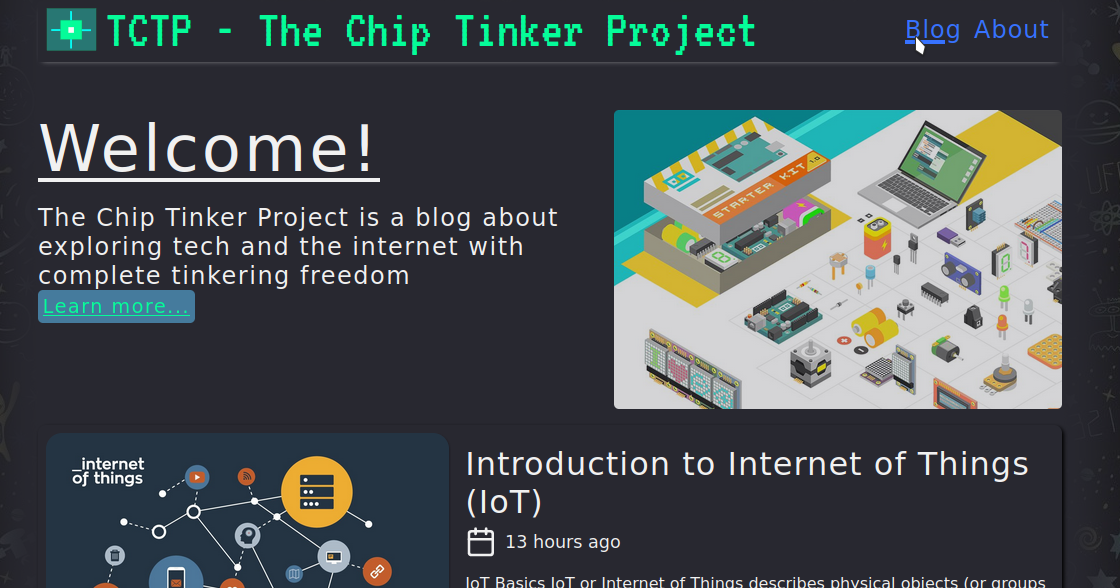 TCTP - The Chip Tinker Project
Blog About
Welcome!
The Chip Tinker Project is a blog about
exploring tech and the internet with
complete tinkering freedom
Learn more...
STARTER KIT
_internet
of things
Introduction to Internet of Things
(IoT)
13 hours ago
IoT Basics IoT or Internet of Things describes physical objects (or groups